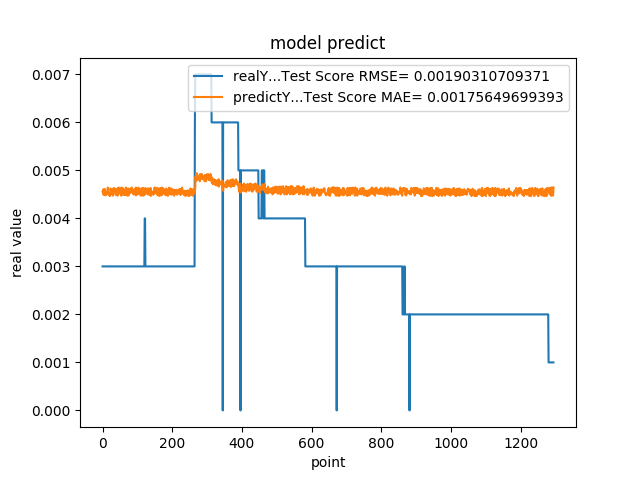 model predict
realY...Test Score RMSE= 0.00190310709371
predictY...Test Score MAE= 0.00175649699393
real value
0.007
0.006
0.005
0.004
0.003
0.002
0.001
0.000
0 200 400 600 800 1000 1200
point